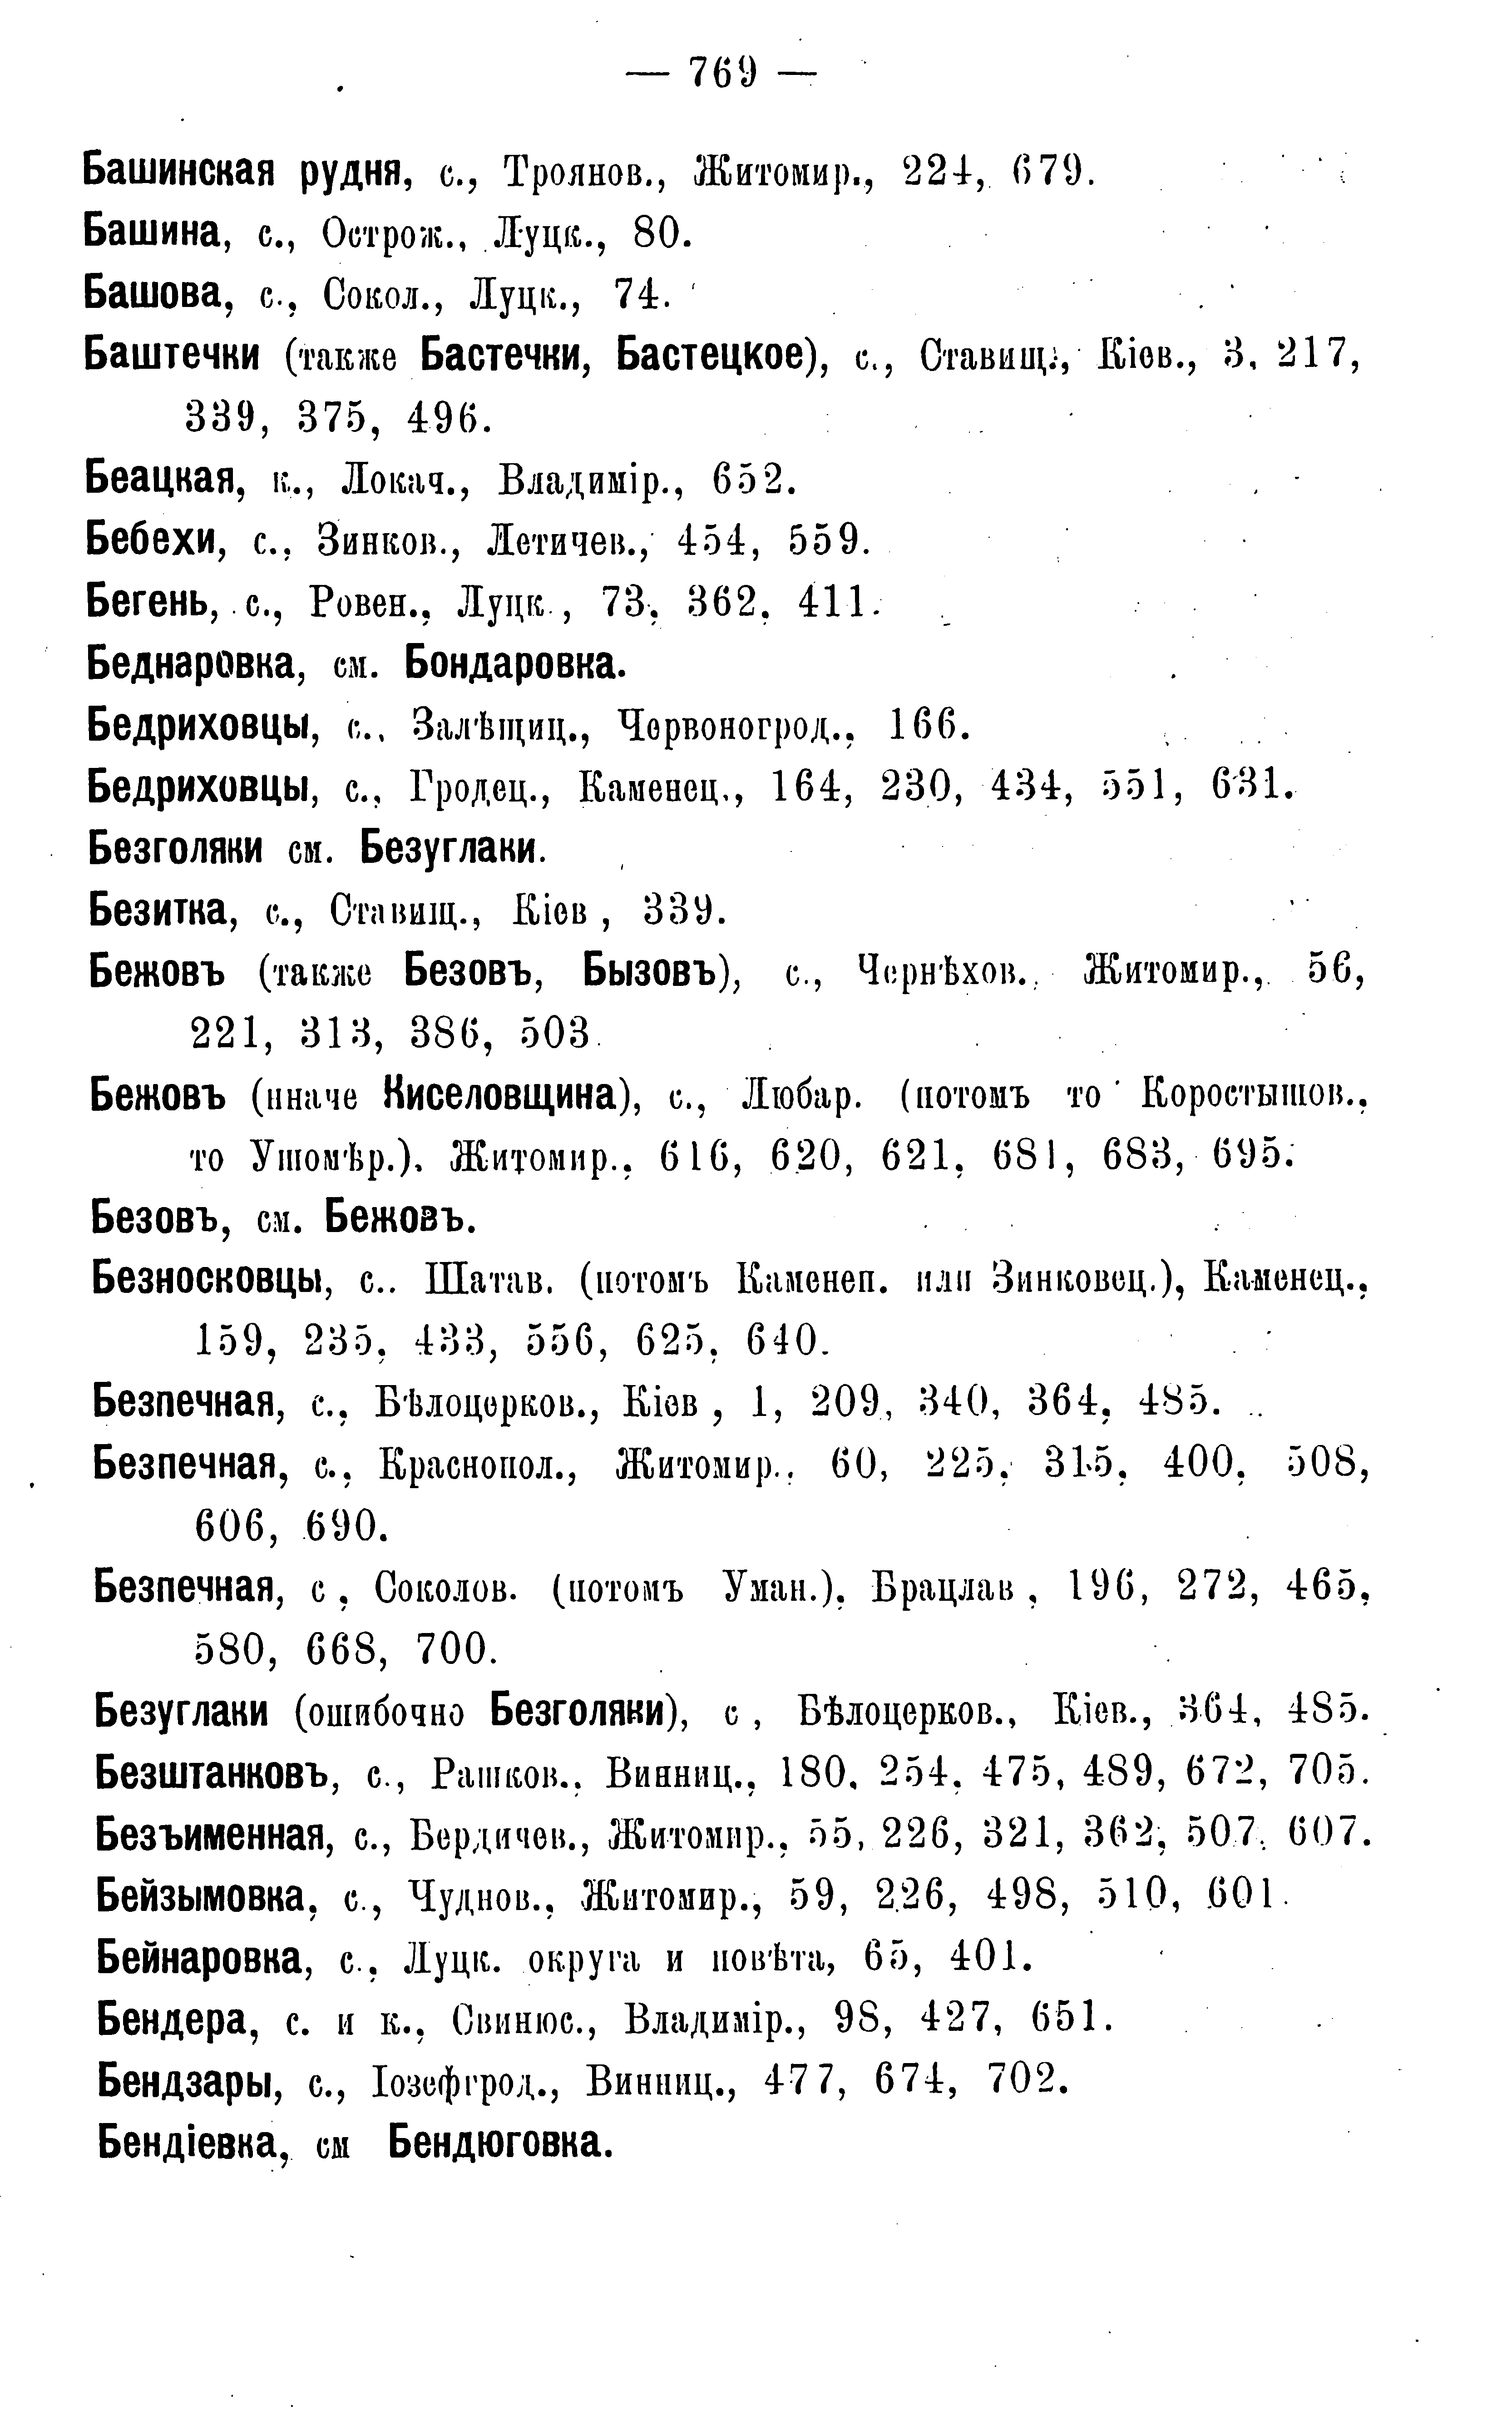 — 769 —
Башинская рудня, с., Троянов., Житомир., 224, 679.
Башина, с., Острож., Луцк., 80.
Башова, с., Сокол., Луцк., 74.
Баштечки (также Бастечки, Бастецкое), с., Ставищ., Кіев., 3, 217,
339, 375, 496.
Беацкая, к., Локач., Владимір., 652.
Бебехи, с., Зинков., Летичев., 454, 559.
Бегень, с., Ровен., Луцк., 73, 362, 411.
Беднаровка, см. Бондаровка.
Бедриховцы, с., Залѣщиц., Червоногрод., 166.
Бедриховцы, с., Гродец., Каменец., 164, 230, 434, 551, 631.
Безголяки см. Безуглаки.
Безитка, с., Ставищ., Кіев , 339.
Бежовъ (также Безовъ, Бызовъ), с., Чернѣхов., Житомир., 56,
221, 313, 386, 503.
Бежовъ (иначе Киселовщина), с., Любар. (потомъ то Коростышов.,
то Ушомѣр.), Житомир., 616, 620, 621, 681, 683, 695.
Безовъ, см. Бежовъ.
Безносковцы, с.. Шатав. (потомъ Каменеп. или Зинковец.), Каменец.,
159, 235, 433, 556, 625, 640.
Безпечная, с., Бѣлоцерков., Кіев , 1, 209, 340, 364, 485.
Безпечная, с., Краснопол., Житомир., 60, 225, 315, 400, 508,
606, 690.
Безпечная, с , Соколов. (потомъ Уман.), Брацлав , 196, 272, 465,
580, 668, 700.
Безуглаки (ошибочно Безголяки), с , Бѣлоцерков., Кіев., 364, 485.
Безштанковъ, с., Рашков., Винниц., 180, 254, 475, 489, 672, 705.
Безъименная, с., Бердичев., Житомир., 55, 226, 321, 362, 507, 607.
Бейзымовка, с., Чуднов., Житомир., 59, 226, 498, 510, 601.
Бейнаровка, с., Луцк. округа и повѣта, 65, 401.
Бендера, с. и к., Свинюс., Владимір., 98, 427, 651.
Бендзары, с., Іозефгрод., Винниц., 477, 674, 702.
Бендіевка, см Бендюговка.